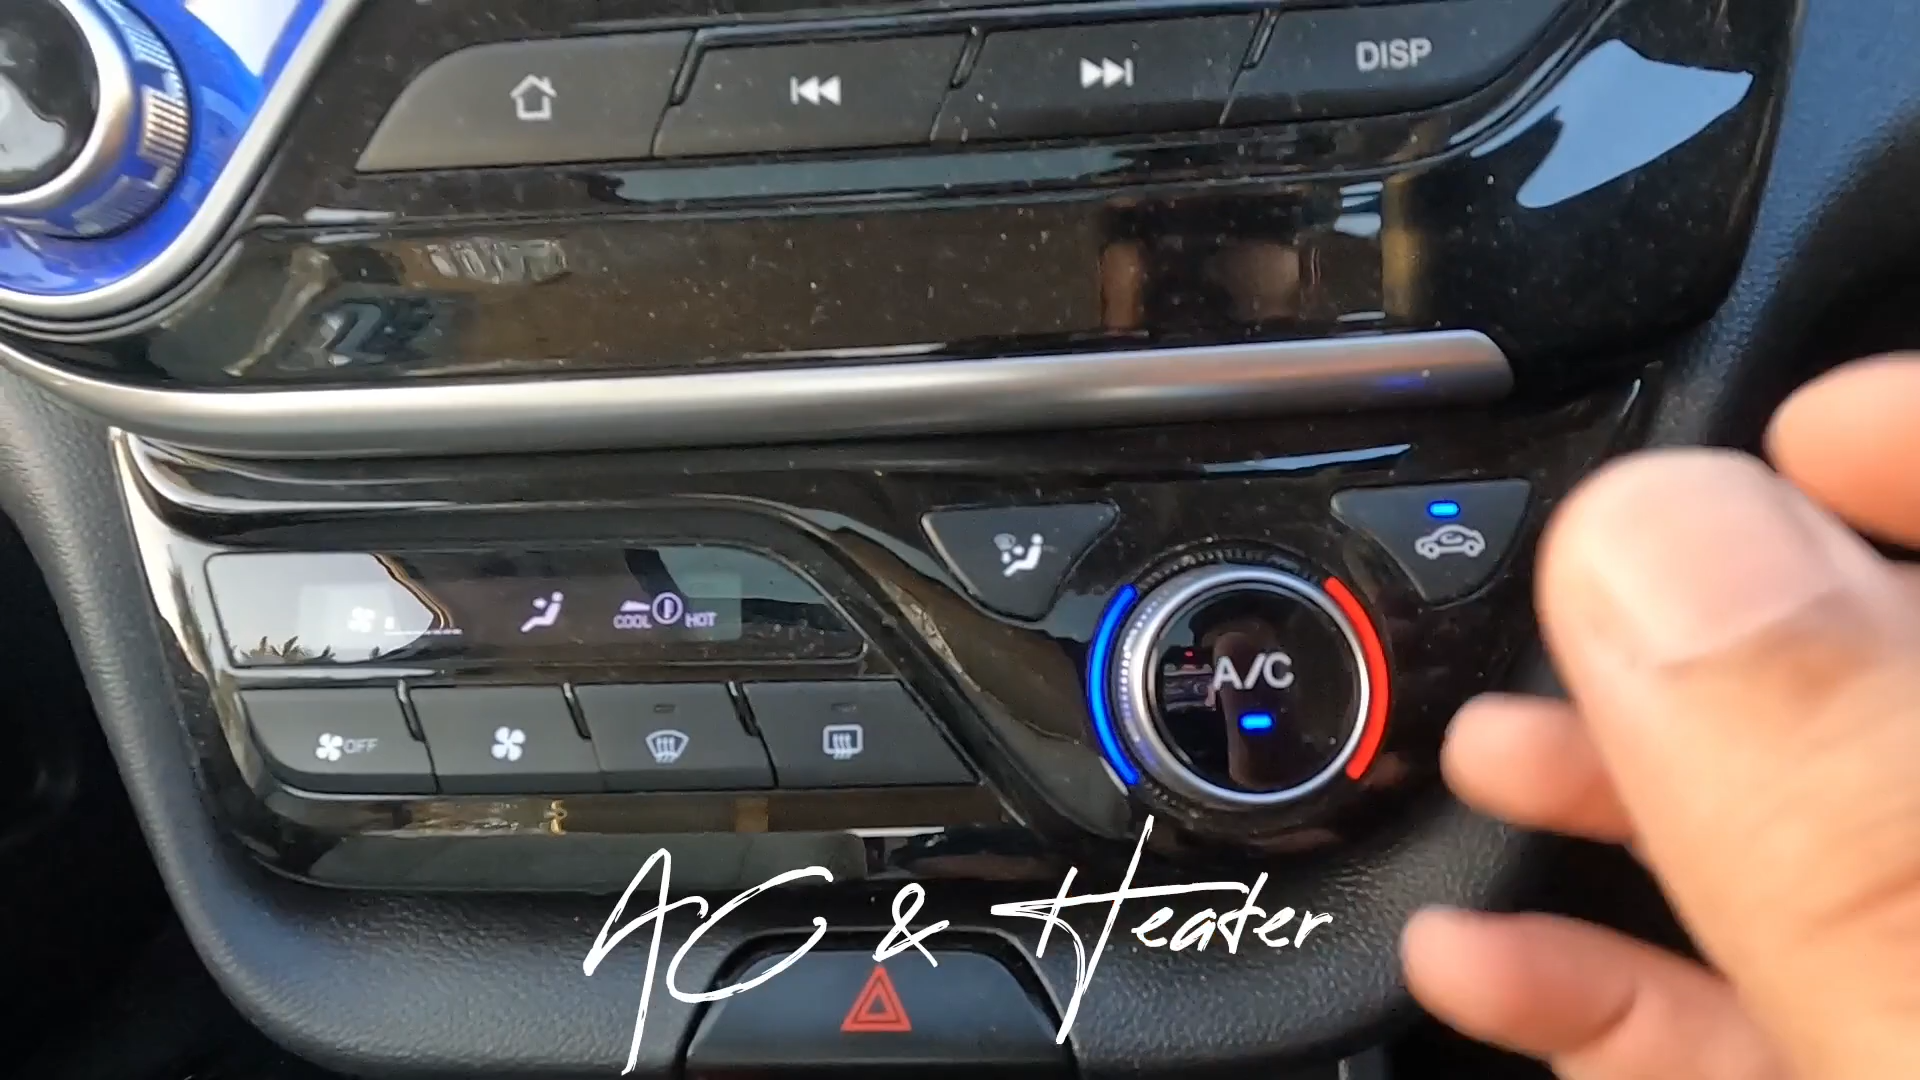 DISP
COOL HOT
A/C
OFF
AC & Heater